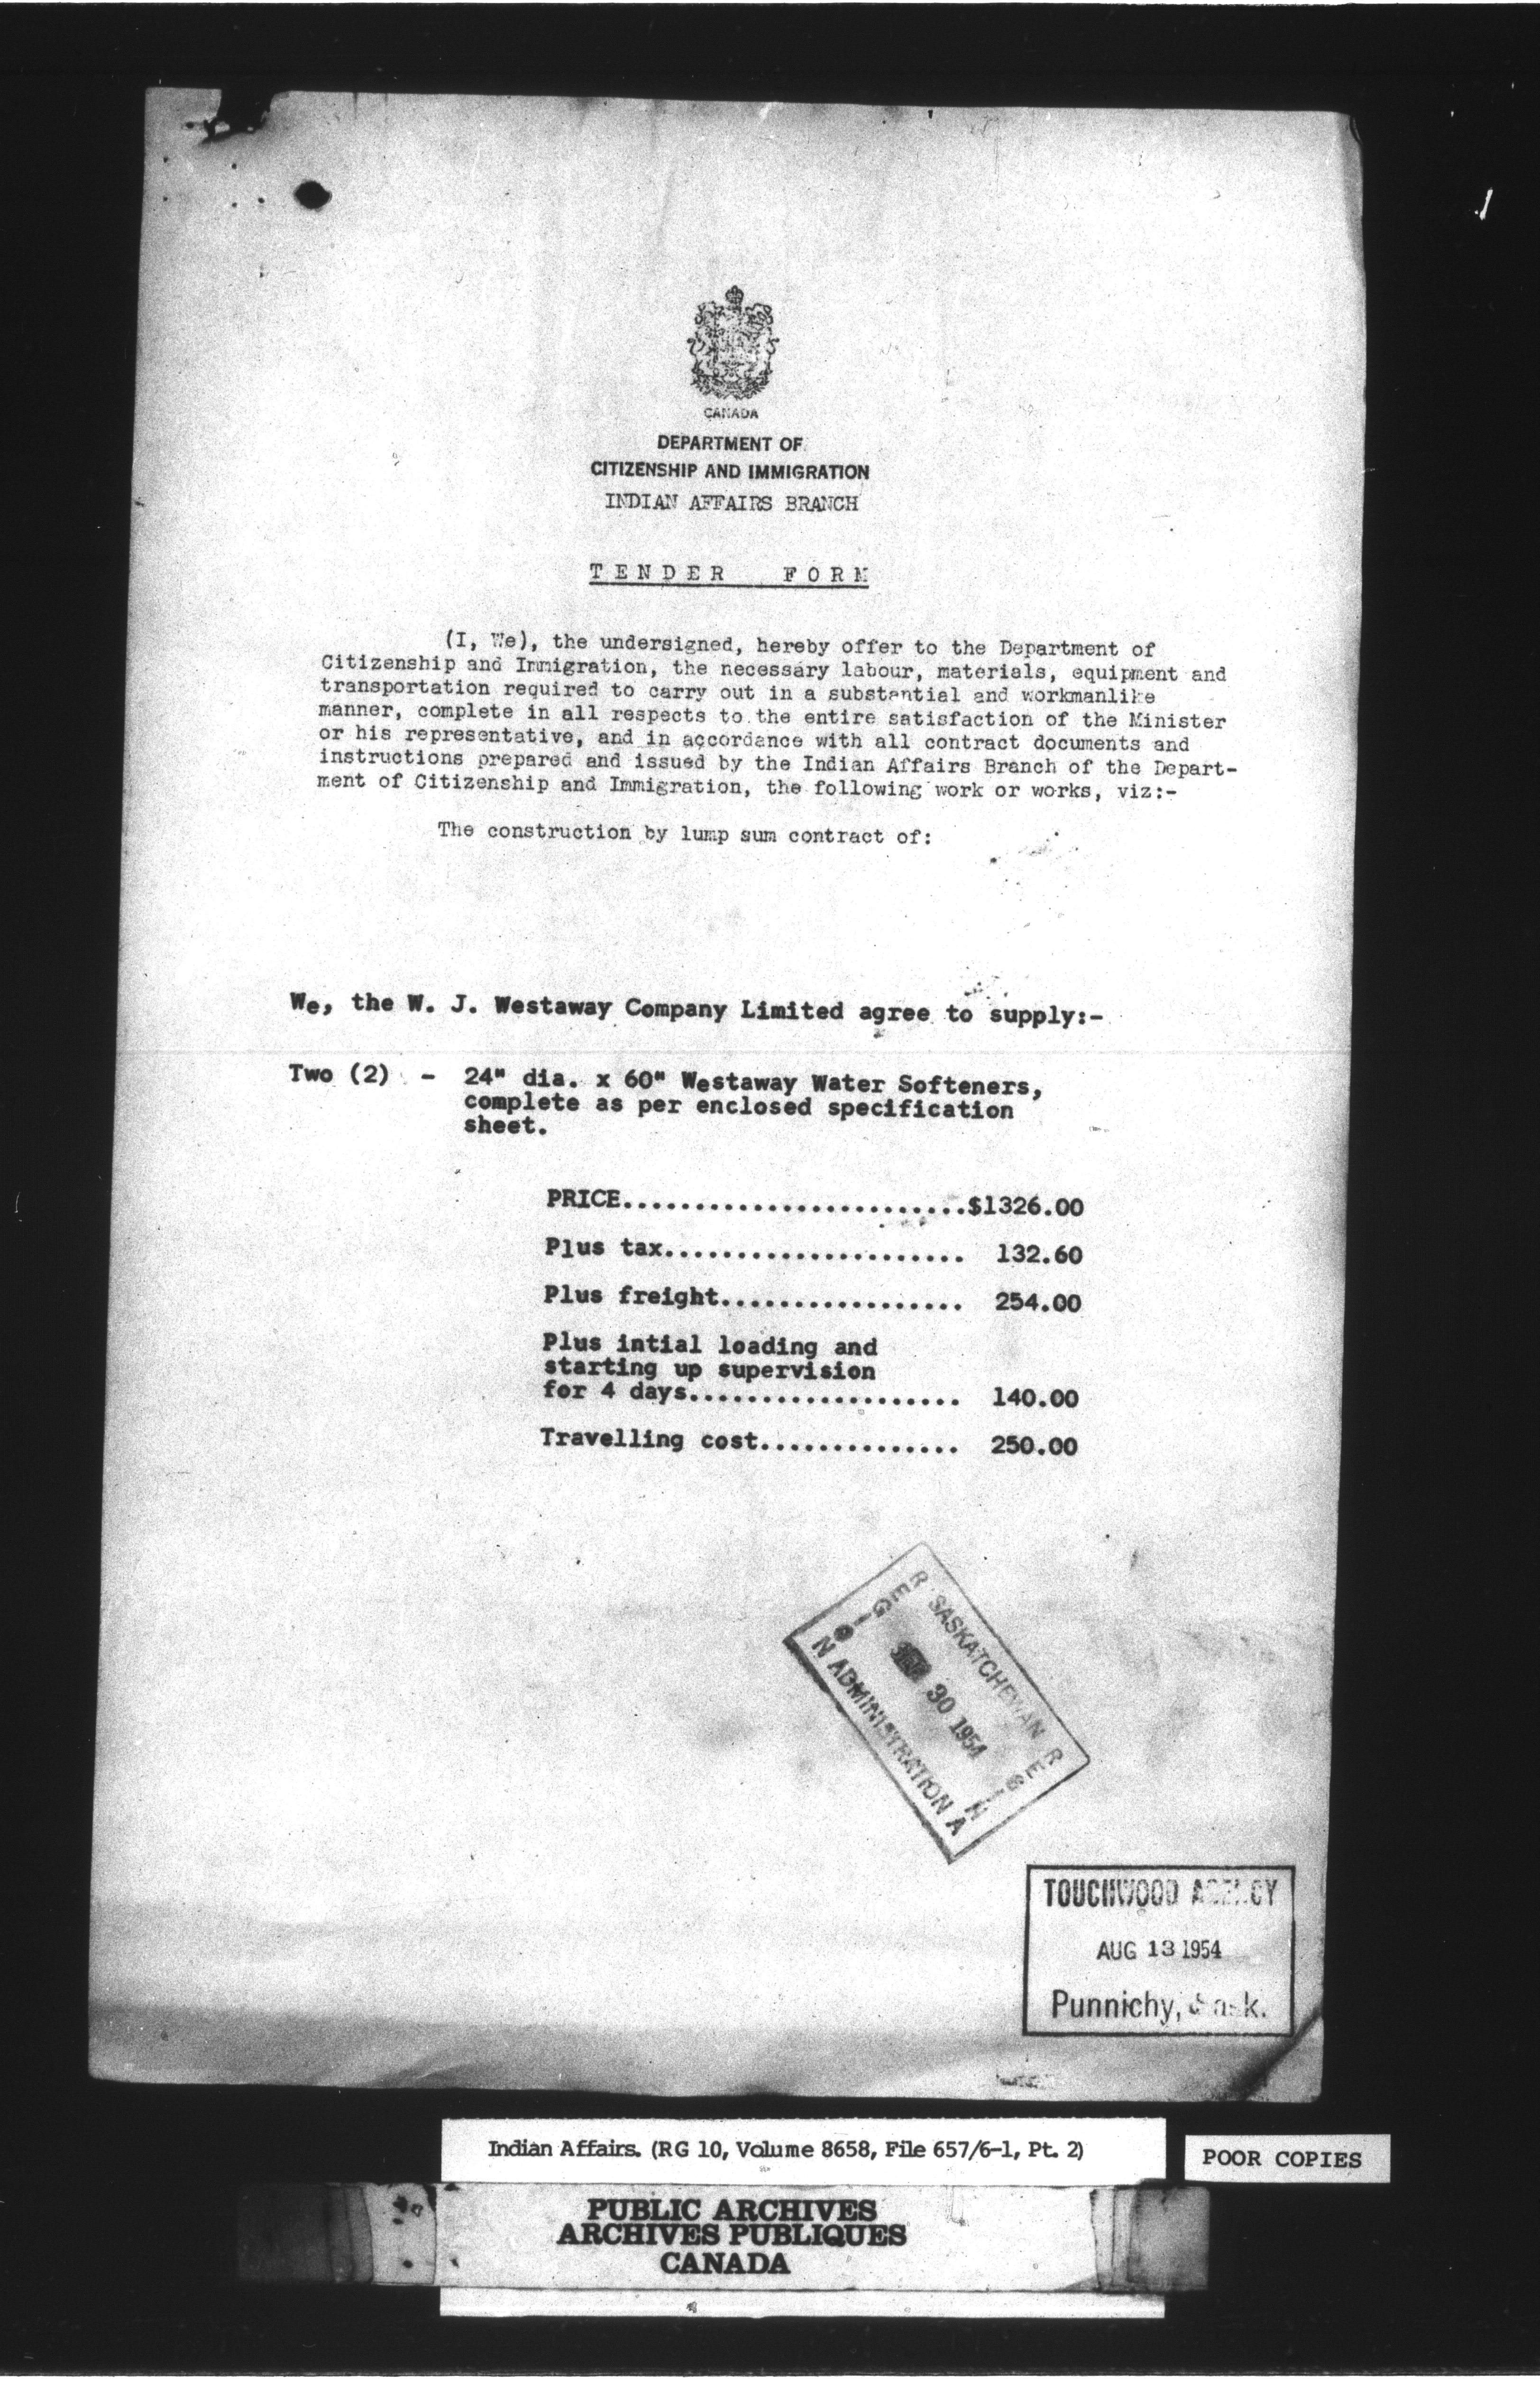 CANADA
DEPARTMENT OF
CITIZENSHIP AND IMMIGRATION
INDIAN AFFAIRS BRANCH
TENDER FORM
(I, We), the undersigned, hereby offer to the Department of
Citizenship and Immigration, the necessary labour, materials, equipment and
transportation required to carry out in a substantial and workmanlike
manner, complete in all respects to the entire satisfaction of the Minister
or his representative, and in accordance with all contract documents and
instructions prepared and issued by the Indian Affairs Branch of the Depart-
ment of Citizenship and Immigration, the following work or works, viz:-
The construction by lump sum contract of:
We, the W. J. Westaway Company Limited agree to supply:-
Two (2) - 24" dia. x 60" Westaway Water Softeners,
complete as per enclosed specification
sheet.
PRICE........................$1326.00
Plus tax..................... 132.60
Plus freight................. 254.00
Plus intial loading and
starting up supervision
for 4 days................... 140.00
Travelling cost.............. 250.00
SASKATCHEWAN
REGION
30 1954
REGINA
ADMINISTRATION
TOUCHWOOD AGENCY
AUG 13 1954
Punnichy, Sask.
Indian Affairs. (RG 10, Volume 8658, File 657/6-1, Pt. 2)
POOR COPIES
PUBLIC ARCHIVES
ARCHIVES PUBLIQUES
CANADA